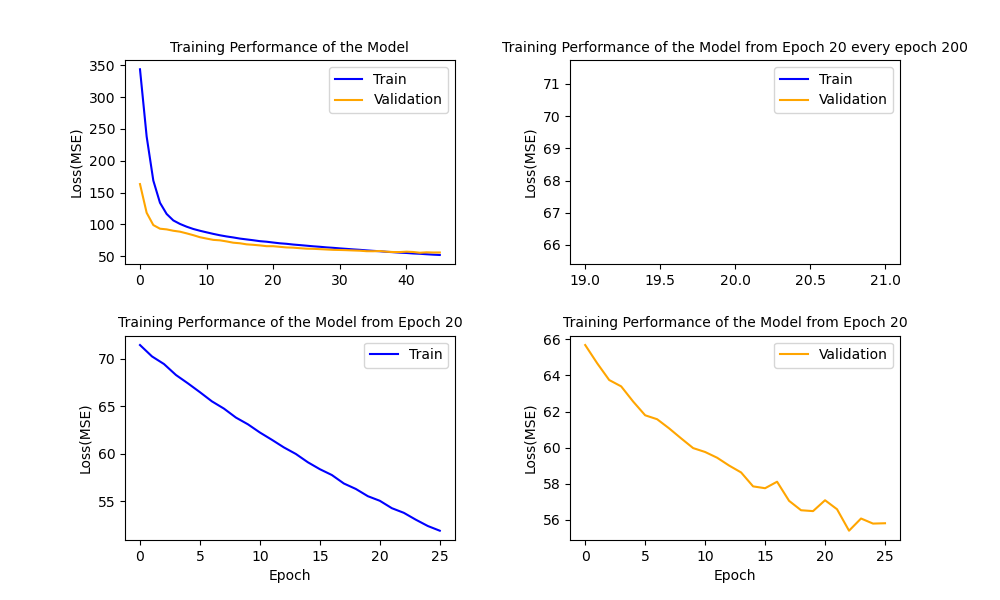 Training Performance of the Model
350
300
250
200
150
100
50
Loss(MSE)
0
10
20
30
40
Train
Validation
Training Performance of the Model from Epoch 20 every epoch 200
71
70
69
68
67
66
Loss(MSE)
19.0
19.5
20.0
20.5
21.0
Train
Validation
Training Performance of the Model from Epoch 20
70
65
60
55
Loss(MSE)
0
5
10
15
20
25
Epoch
Train
Training Performance of the Model from Epoch 20
66
64
62
60
58
56
Loss(MSE)
0
5
10
15
20
25
Epoch
Validation